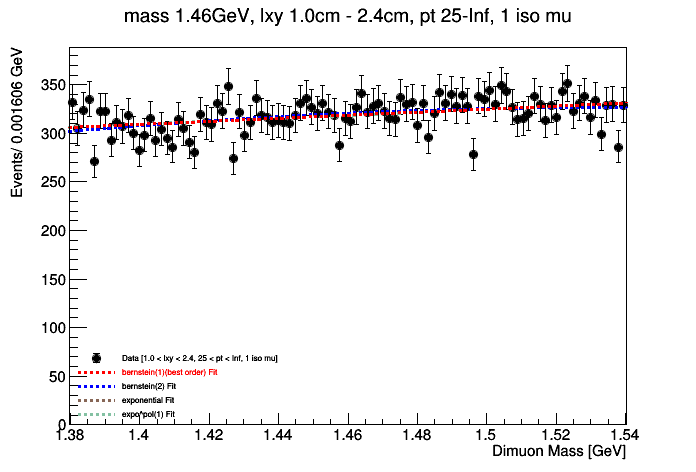 mass 1.46GeV, lxy 1.0cm - 2.4cm, pt 25-Inf, 1 iso mu
Events/ 0.001606 GeV
350
300
250
200
150
100
50
0
Data [1.0 < lxy < 2.4, 25 < pt < Inf, 1 iso mu]
bernstein(1)(best order) Fit
bernstein(2) Fit
exponential Fit
expo*pol(1) Fit
1.38 1.4 1.42 1.44 1.46 1.48 1.5 1.52 1.54
Dimuon Mass [GeV]